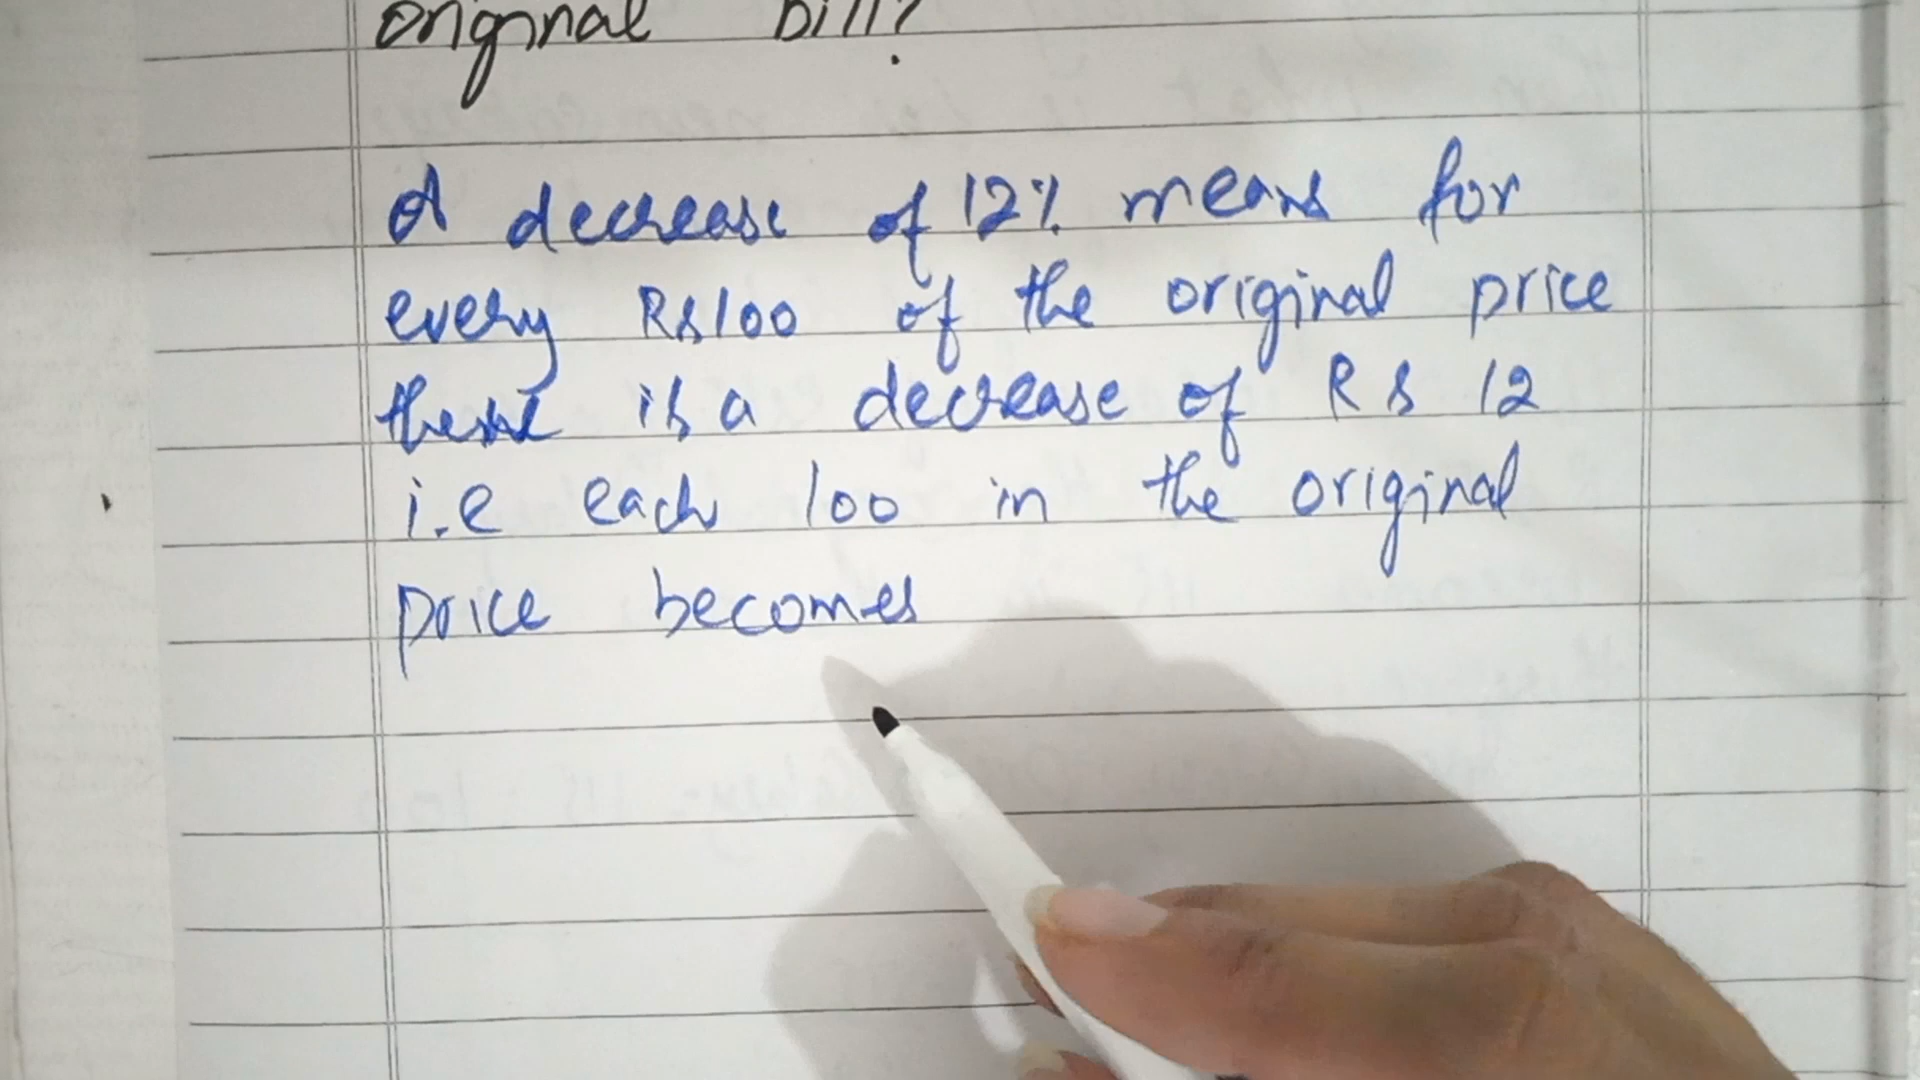 original bill?
A decrease of 12% means for
every Rs100 of the original price
there is a decrease of Rs 12
i.e each 100 in the original
price becomes